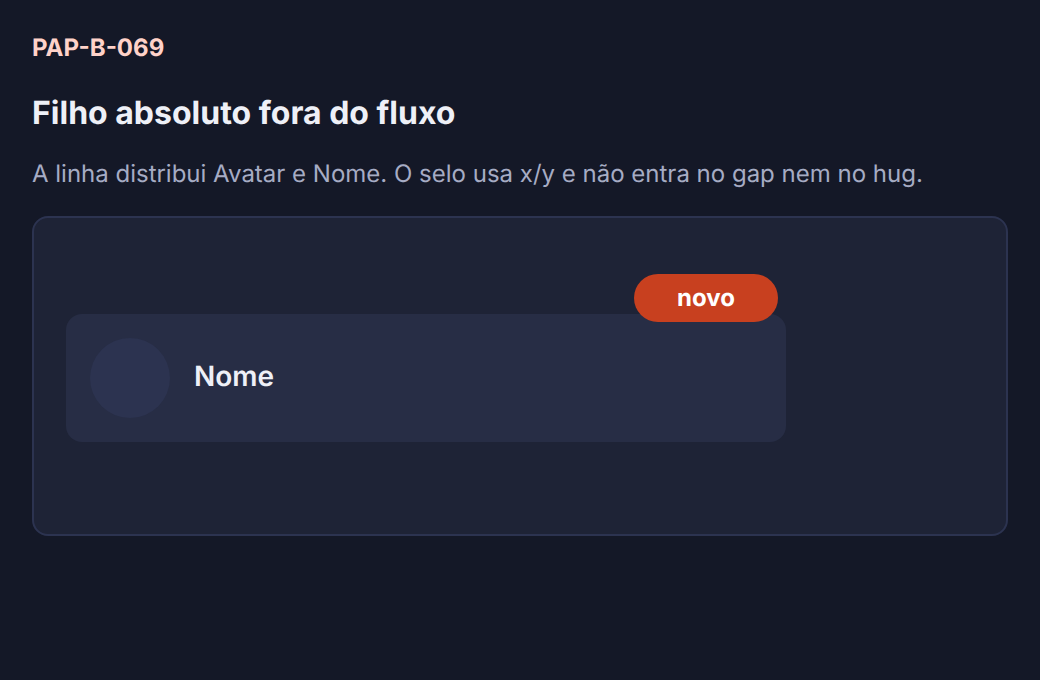 PAP-B-069
Filho absoluto fora do fluxo
A linha distribui Avatar e Nome. O selo usa x/y e não entra no gap nem no hug.
novo
Nome